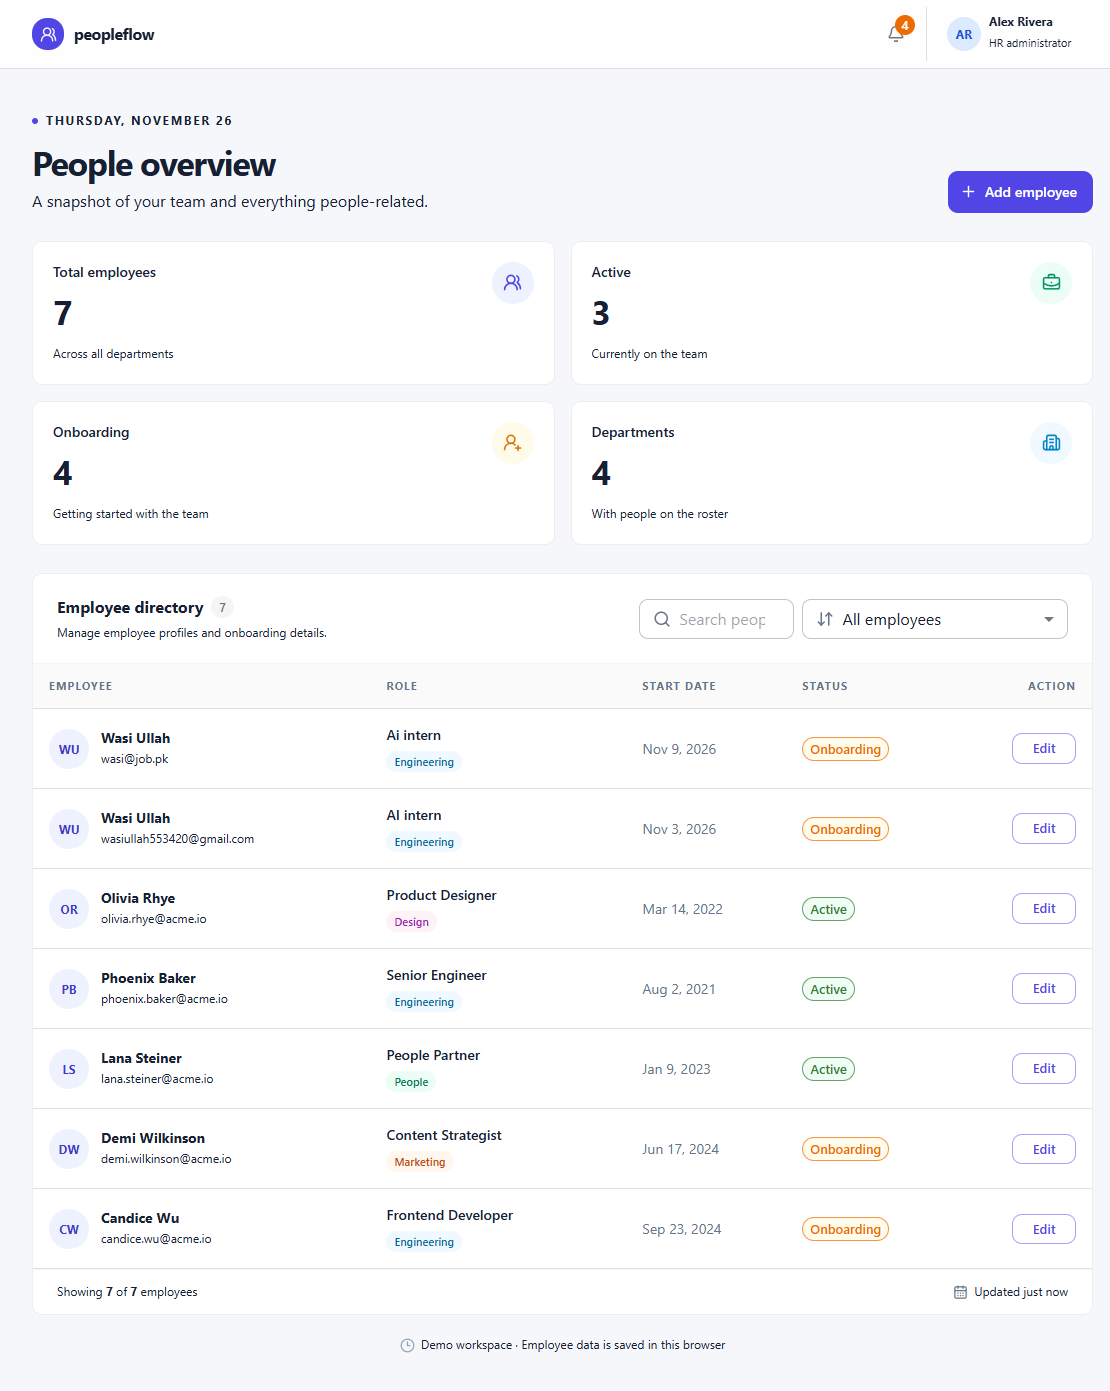 peopleflow
4
Alex Rivera
AR
HR administrator
THURSDAY, NOVEMBER 26
People overview
A snapshot of your team and everything people-related.
Add employee
Total employees
7
Across all departments
Active
3
Currently on the team
Onboarding
4
Getting started with the team
Departments
4
With people on the roster
Employee directory 7
Manage employee profiles and onboarding details.
Search peop
All employees
EMPLOYEE ROLE START DATE STATUS ACTION
WU
Wasi Ullah
wasi@job.pk
Ai intern
Engineering
Nov 9, 2026
Onboarding
Edit
WU
Wasi Ullah
wasiullah553420@gmail.com
AI intern
Engineering
Nov 3, 2026
Onboarding
Edit
OR
Olivia Rhye
olivia.rhye@acme.io
Product Designer
Design
Mar 14, 2022
Active
Edit
PB
Phoenix Baker
phoenix.baker@acme.io
Senior Engineer
Engineering
Aug 2, 2021
Active
Edit
LS
Lana Steiner
lana.steiner@acme.io
People Partner
People
Jan 9, 2023
Active
Edit
DW
Demi Wilkinson
demi.wilkinson@acme.io
Content Strategist
Marketing
Jun 17, 2024
Onboarding
Edit
CW
Candice Wu
candice.wu@acme.io
Frontend Developer
Engineering
Sep 23, 2024
Onboarding
Edit
Showing 7 of 7 employees
Updated just now
Demo workspace · Employee data is saved in this browser